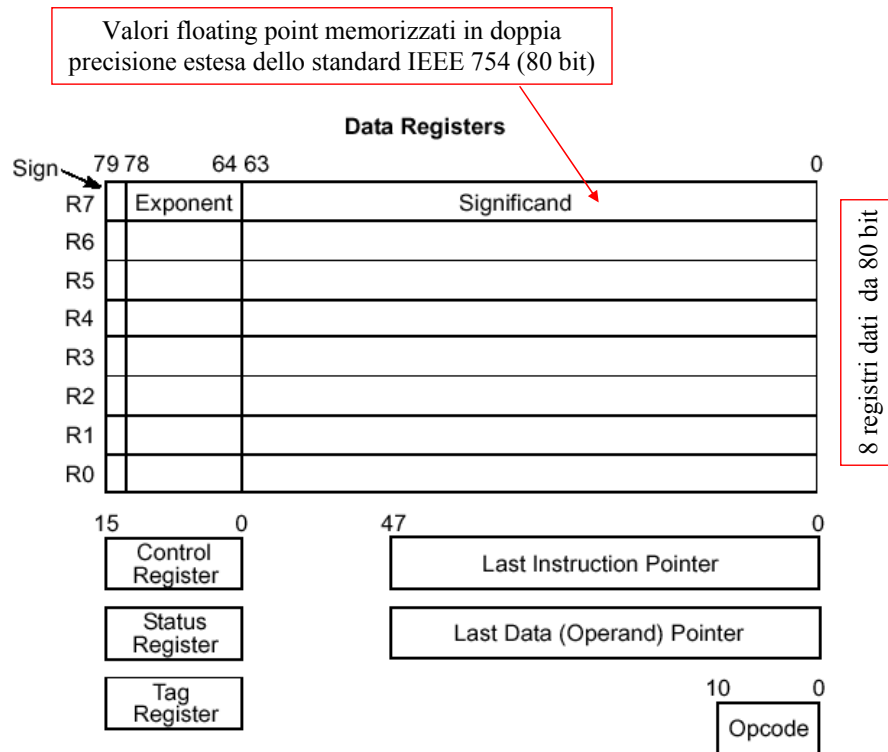 Valori floating point memorizzati in doppia
precisione estesa dello standard IEEE 754 (80 bit)
Data Registers
Sign 79 78 64 63 0
R7 Exponent Significand
R6
R5
R4
R3
R2
R1
R0
8 registri dati da 80 bit
15 0 47 0
Control
Register
Last Instruction Pointer
Status
Register
Last Data (Operand) Pointer
Tag
Register
10 0
Opcode